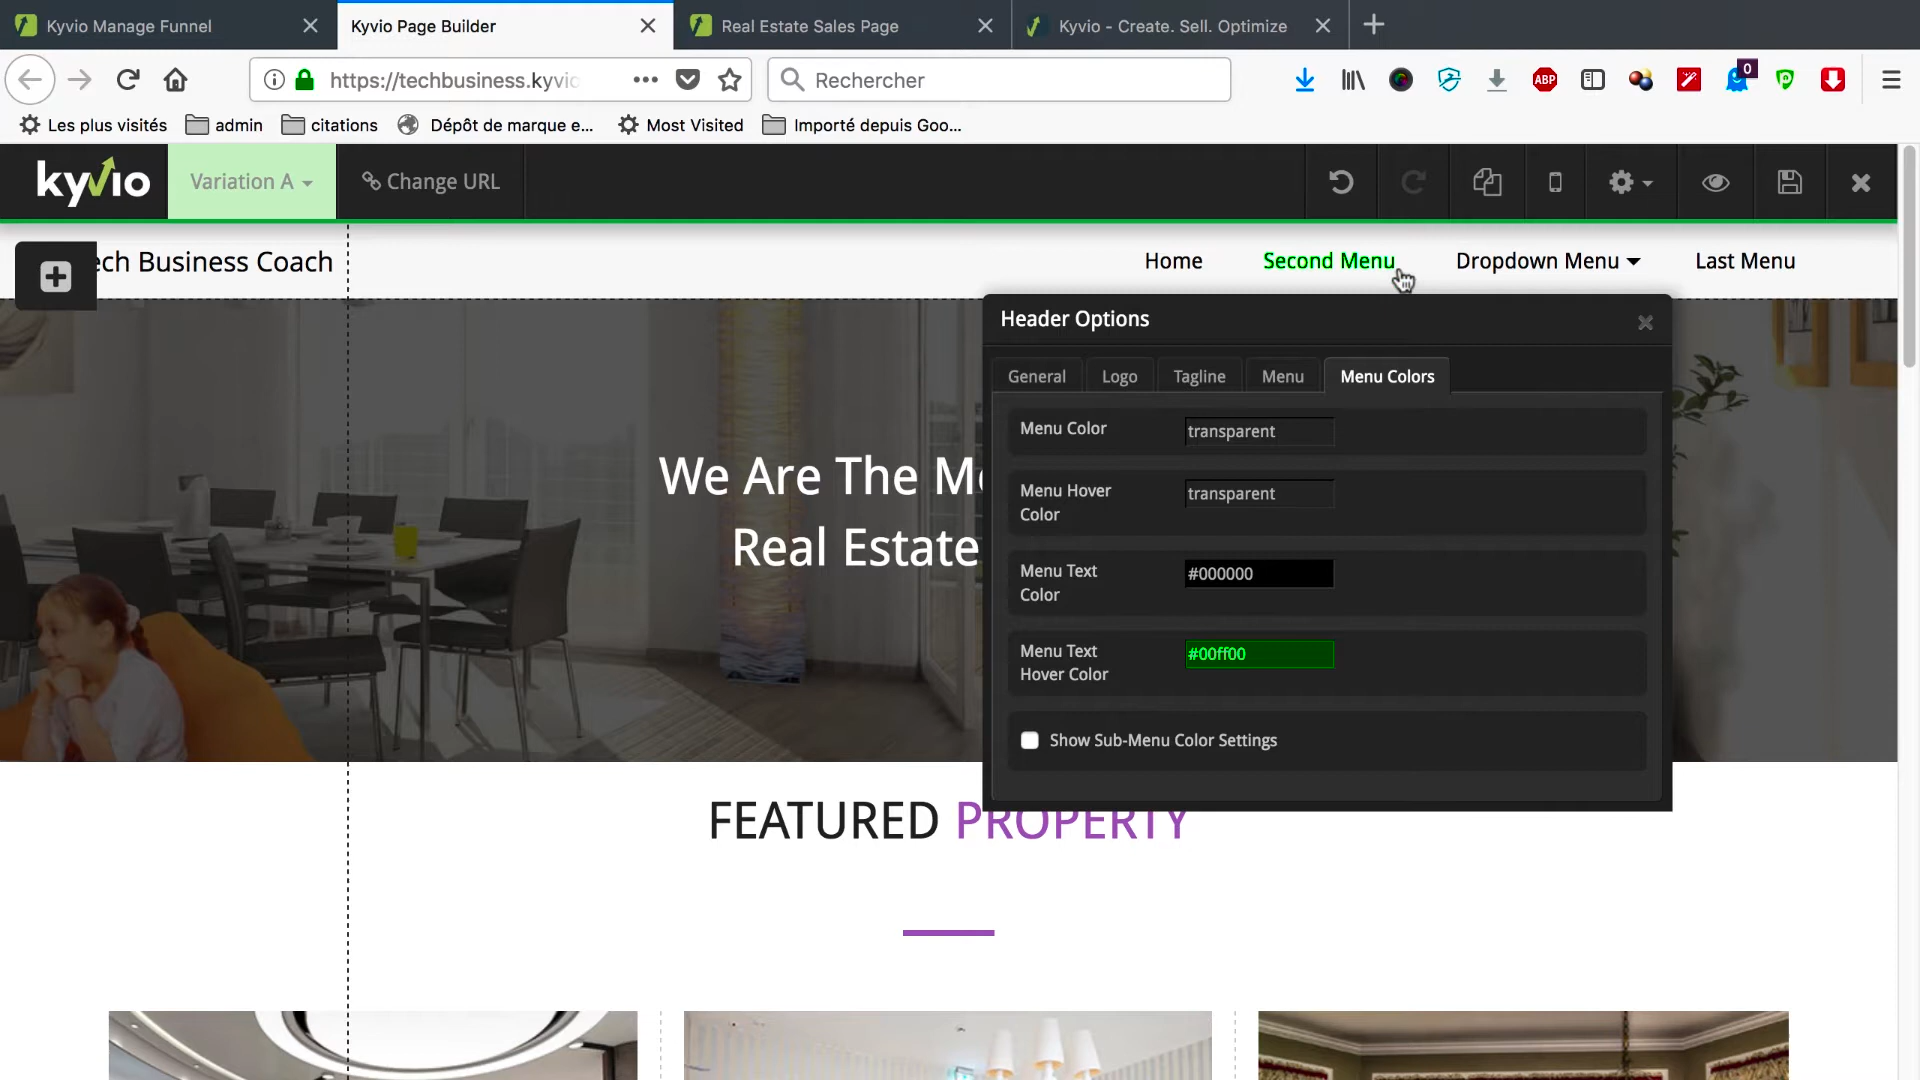 Kyvio Manage Funnel
Kyvio Page Builder
Real Estate Sales Page
Kyvio - Create. Sell. Optimize
https://techbusiness.kyvic
Rechercher
ABP
0
Les plus visités
admin
citations
Dépôt de marque e...
Most Visited
Importé depuis Goo...
kyvio
Variation A
Change URL
ech Business Coach
Home
Second Menu
Dropdown Menu
Last Menu
Header Options
General
Logo
Tagline
Menu
Menu Colors
Menu Color
transparent
Menu Hover
Color
transparent
Menu Text
Color
#000000
Menu Text
Hover Color
#00ff00
Show Sub-Menu Color Settings
We Are The
Real Estate
FEATURED PROPERTY